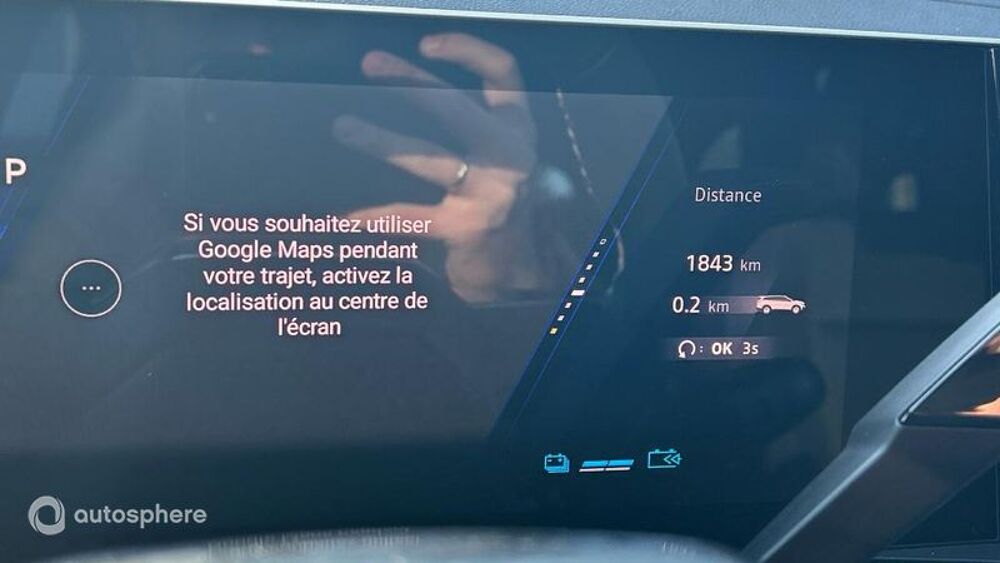 P
Si vous souhaitez utiliser
Google Maps pendant
votre trajet, activez la
localisation au centre de
l'écran
Distance
1843 km
0.2 km
: OK 3s
autosphere